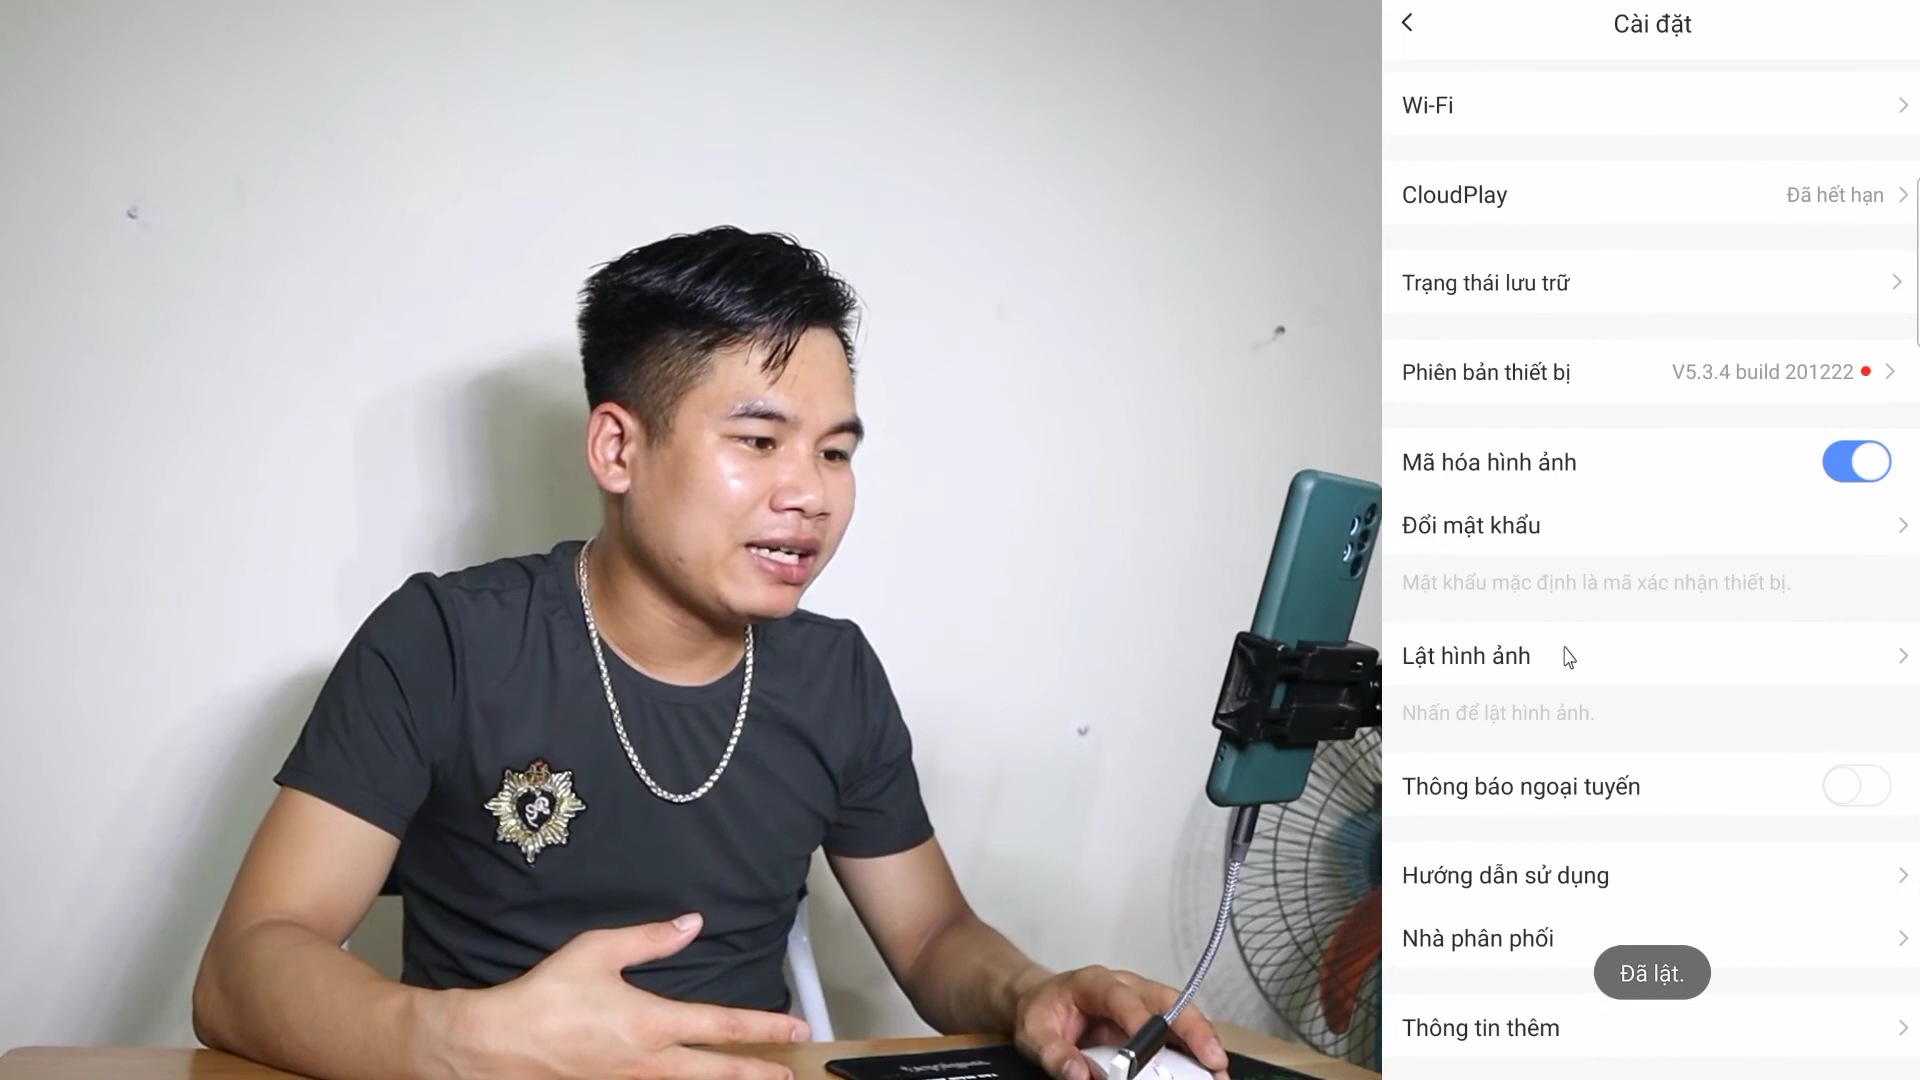 Cài đặt
Wi-Fi
CloudPlay Đã hết hạn
Trạng thái lưu trữ
Phiên bản thiết bị V5.3.4 build 201222
Mã hóa hình ảnh
Đổi mật khẩu
Mật khẩu mặc định là mã xác nhận thiết bị.
Lật hình ảnh
Nhấn để lật hình ảnh.
Thông báo ngoại tuyến
Hướng dẫn sử dụng
Nhà phân phối
Đã lật.
Thông tin thêm